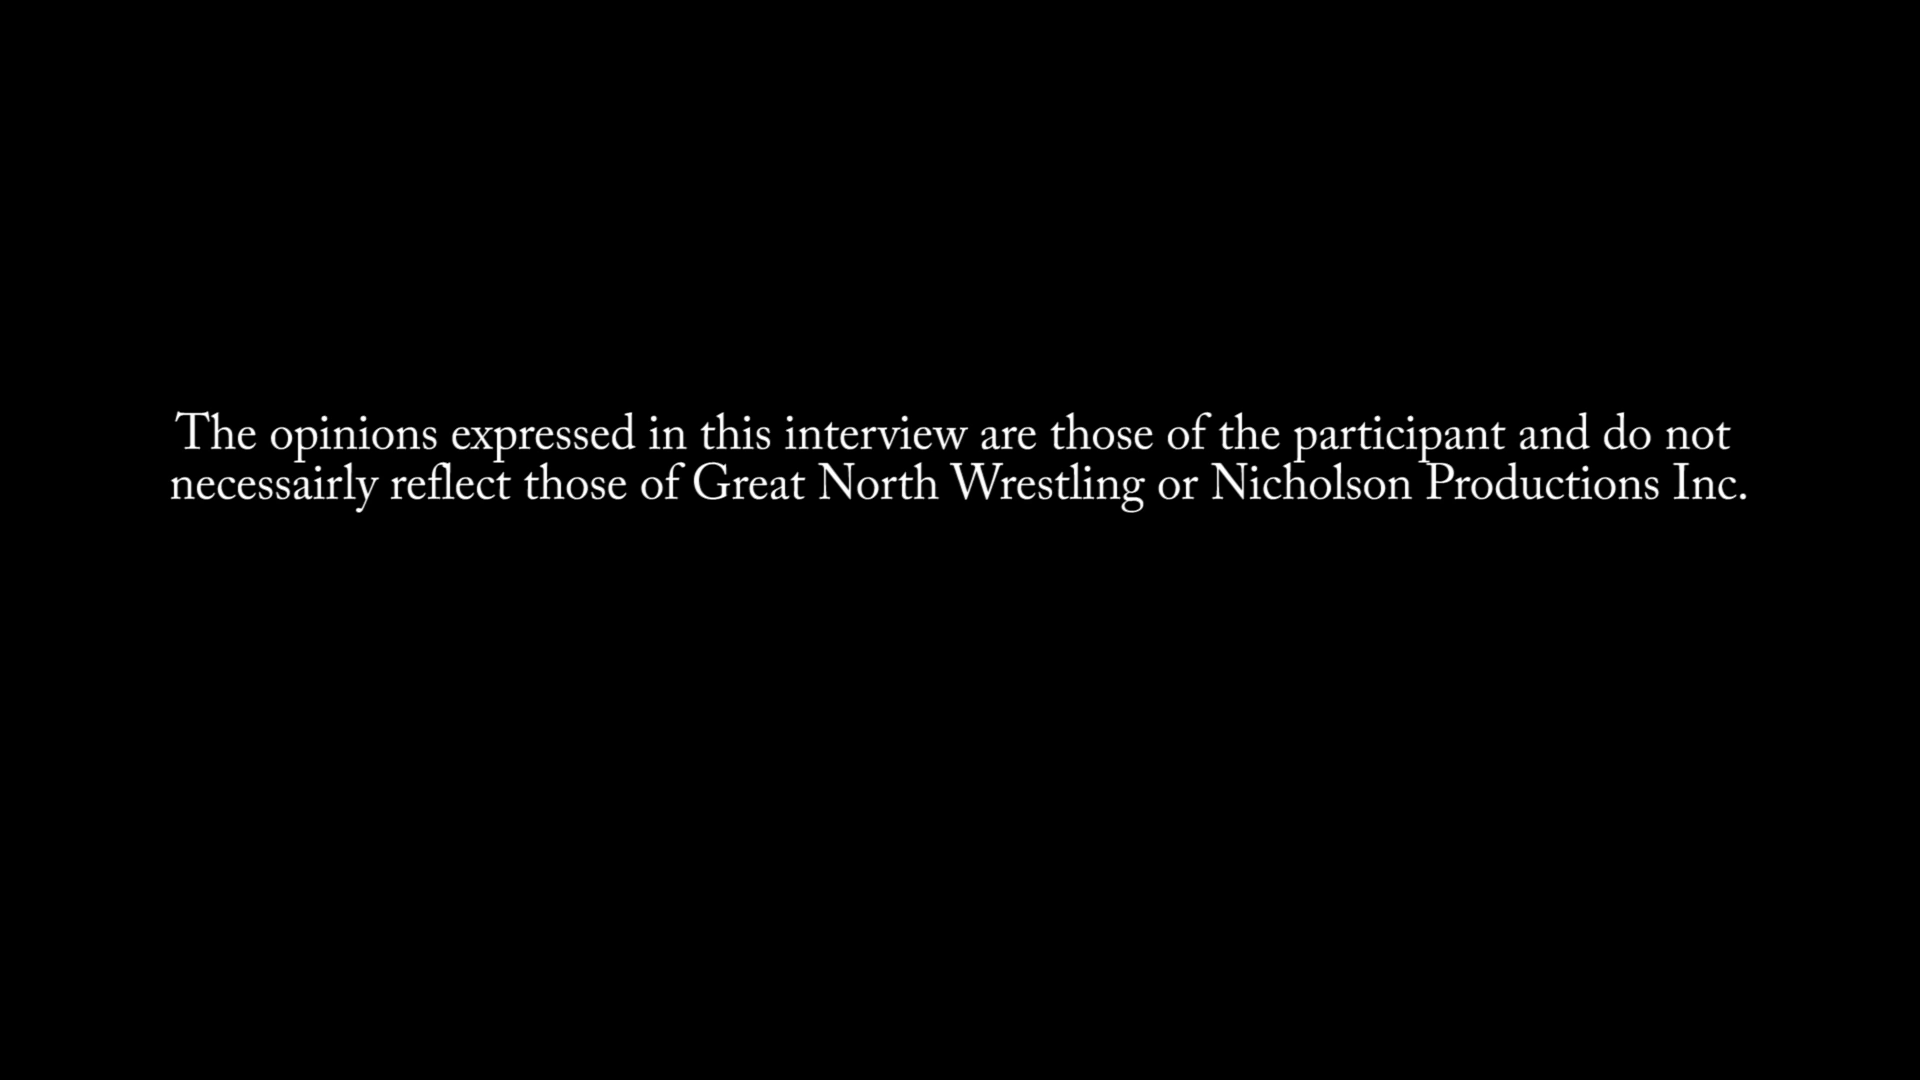 The opinions expressed in this interview are those of the participant and do not
necessairly reflect those of Great North Wrestling or Nicholson Productions Inc.